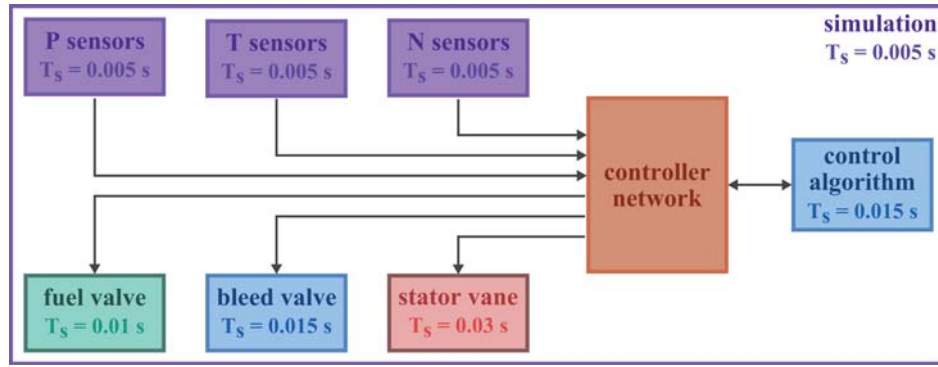 P sensors
Tₛ = 0.005 s
T sensors
Tₛ = 0.005 s
N sensors
Tₛ = 0.005 s
simulation
Tₛ = 0.005 s
controller
network
control
algorithm
Tₛ = 0.015 s
fuel valve
Tₛ = 0.01 s
bleed valve
Tₛ = 0.015 s
stator vane
Tₛ = 0.03 s